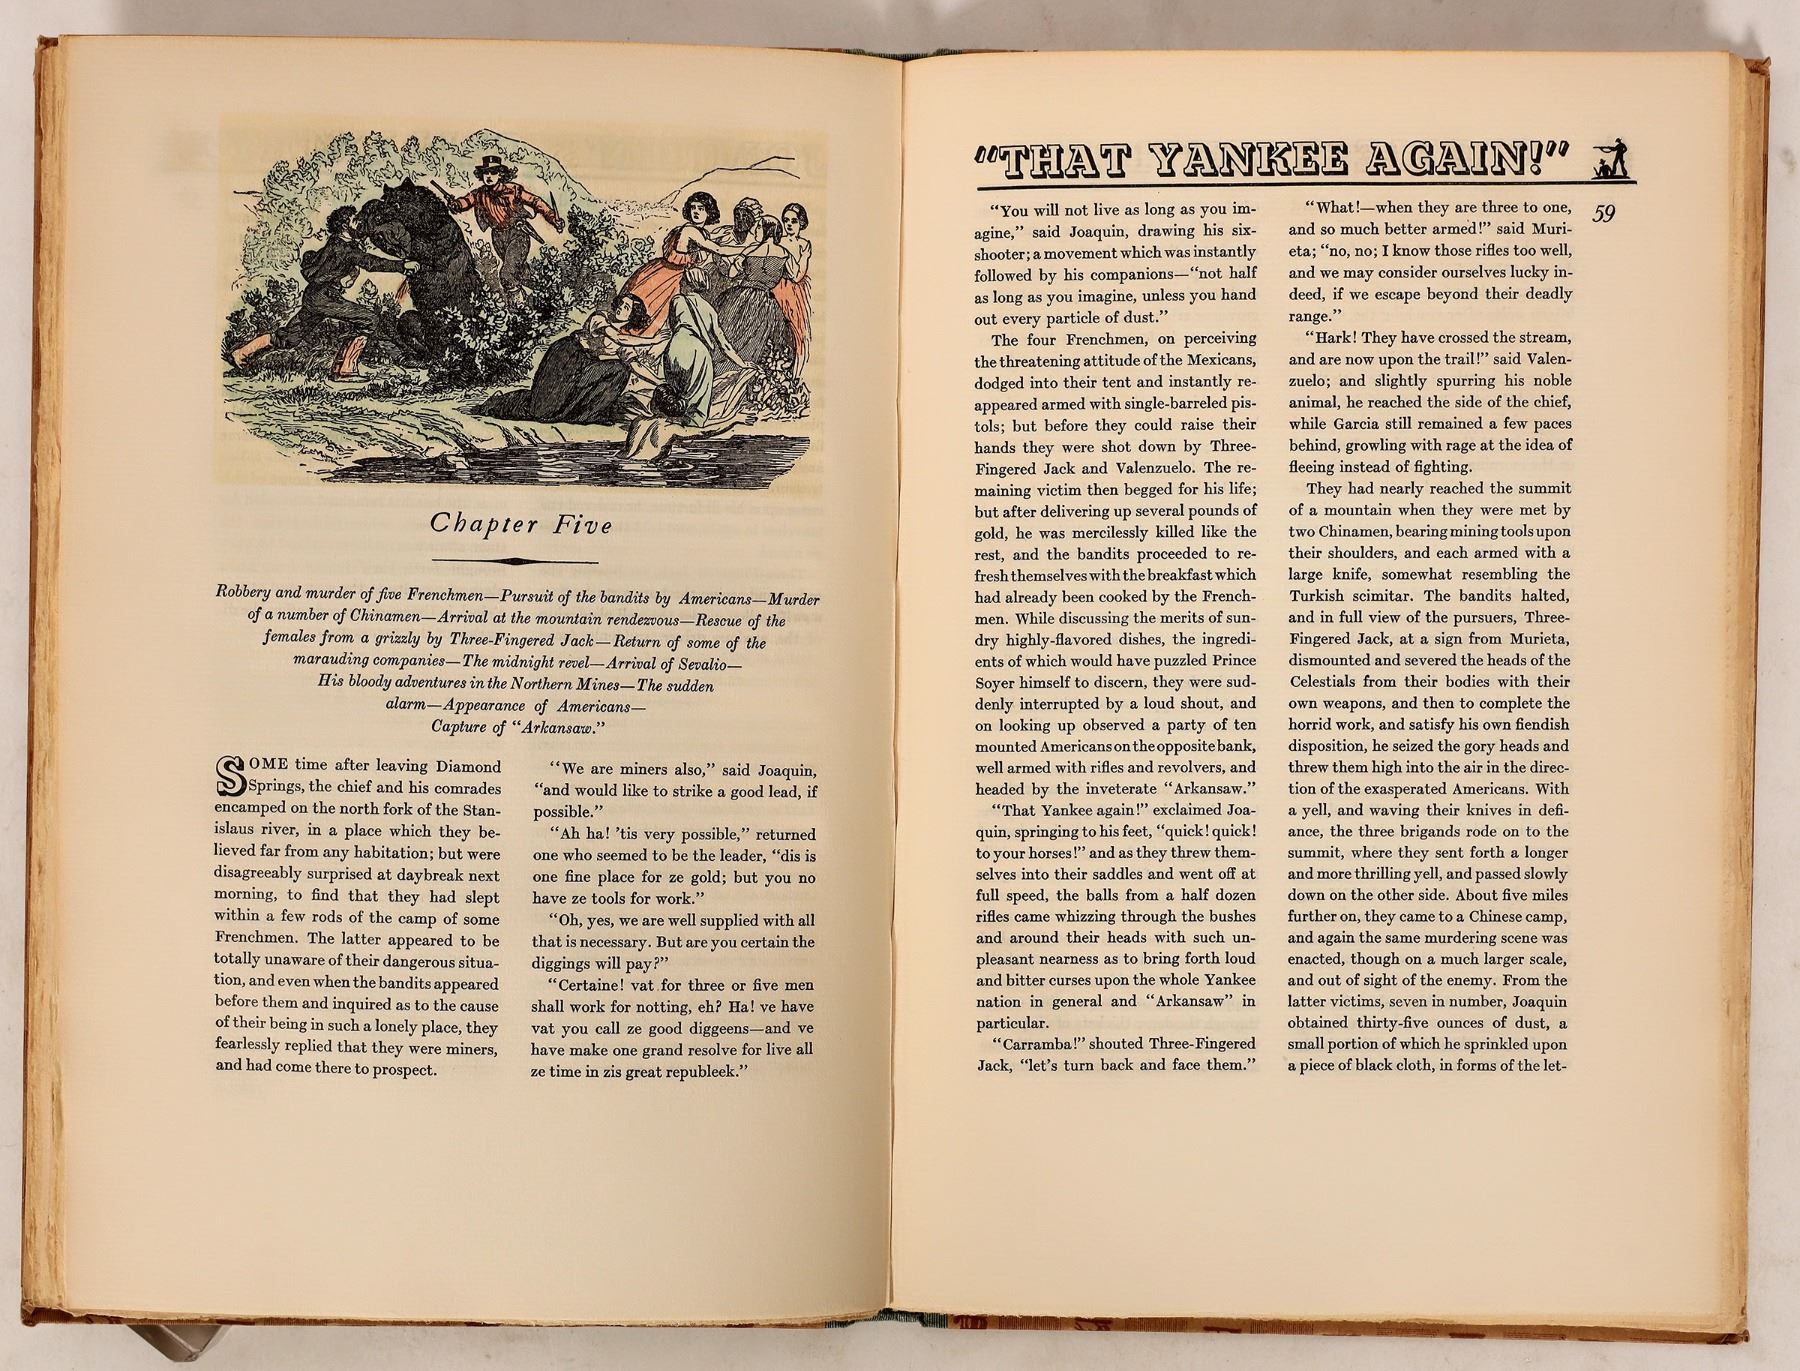 Chapter Five
Robbery and murder of five Frenchmen—Pursuit of the bandits by Americans—Murder
of a number of Chinamen—Arrival at the mountain rendezvous—Rescue of the
females from a grizzly by Three-Fingered Jack—Return of some of the
marauding companies—The midnight revel—Arrival of Sevalio—
His bloody adventures in the Northern Mines—The sudden
alarm—Appearance of Americans—
Capture of "Arkansaw."
SOME time after leaving Diamond
Springs, the chief and his comrades
encamped on the north fork of the Stan-
islaus river, in a place which they be-
lieved far from any habitation; but were
disagreeably surprised at daybreak next
morning, to find that they had slept
within a few rods of the camp of some
Frenchmen. The latter appeared to be
totally unaware of their dangerous situa-
tion, and even when the bandits appeared
before them and inquired as to the cause
of their being in such a lonely place, they
fearlessly replied that they were miners,
and had come there to prospect.
"We are miners also," said Joaquin,
"and would like to strike a good lead, if
possible."
"Ah ha! 'tis very possible," returned
one who seemed to be the leader, "dis is
one fine place for ze gold; but you no
have ze tools for work."
"Oh, yes, we are well supplied with all
that is necessary. But are you certain the
diggings will pay?"
"Certaine! vat for three or five men
shall work for notting, eh? Ha! ve have
vat you call ze good diggeens—and ve
have make one grand resolve for live all
ze time in zis great republeek."
"THAT YANKEE AGAIN!"
59
"You will not live as long as you im-
agine," said Joaquin, drawing his six-
shooter; a movement which was instantly
followed by his companions—"not half
as long as you imagine, unless you hand
out every particle of dust."
The four Frenchmen, on perceiving
the threatening attitude of the Mexicans,
dodged into their tent and instantly re-
appeared armed with single-barreled pis-
tols; but before they could raise their
hands they were shot down by Three-
Fingered Jack and Valenzuelo. The re-
maining victim then begged for his life;
but after delivering up several pounds of
gold, he was mercilessly killed like the
rest, and the bandits proceeded to re-
fresh themselves with the breakfast which
had already been cooked by the French-
men. While discussing the merits of sun-
dry highly-flavored dishes, the ingredi-
ents of which would have puzzled Prince
Soyer himself to discern, they were sud-
denly interrupted by a loud shout, and
on looking up observed a party of ten
mounted Americans on the opposite bank,
well armed with rifles and revolvers, and
headed by the inveterate "Arkansaw."
"That Yankee again!" exclaimed Joa-
quin, springing to his feet, "quick! quick!
to your horses!" and as they threw them-
selves into their saddles and went off at
full speed, the balls from a half dozen
rifles came whizzing through the bushes
and around their heads with such un-
pleasant nearness as to bring forth loud
and bitter curses upon the whole Yankee
nation in general and "Arkansaw" in
particular.
"Carramba!" shouted Three-Fingered
Jack, "let's turn back and face them."
"What!—when they are three to one,
and so much better armed!" said Muri-
eta; "no, no; I know those rifles too well,
and we may consider ourselves lucky in-
deed, if we escape beyond their deadly
range."
"Hark! They have crossed the stream,
and are now upon the trail!" said Valen-
zuelo; and slightly spurring his noble
animal, he reached the side of the chief,
while Garcia still remained a few paces
behind, growling with rage at the idea of
fleeing instead of fighting.
They had nearly reached the summit
of a mountain when they were met by
two Chinamen, bearing mining tools upon
their shoulders, and each armed with a
large knife, somewhat resembling the
Turkish scimitar. The bandits halted,
and in full view of the pursuers, Three-
Fingered Jack, at a sign from Murieta,
dismounted and severed the heads of the
Celestials from their bodies with their
own weapons, and then to complete the
horrid work, and satisfy his own fiendish
disposition, he seized the gory heads and
threw them high into the air in the direc-
tion of the exasperated Americans. With
a yell, and waving their knives in defi-
ance, the three brigands rode on to the
summit, where they sent forth a longer
and more thrilling yell, and passed slowly
down on the other side. About five miles
further on, they came to a Chinese camp,
and again the same murdering scene was
enacted, though on a much larger scale,
and out of sight of the enemy. From the
latter victims, seven in number, Joaquin
obtained thirty-five ounces of dust, a
small portion of which he sprinkled upon
a piece of black cloth, in forms of the let-